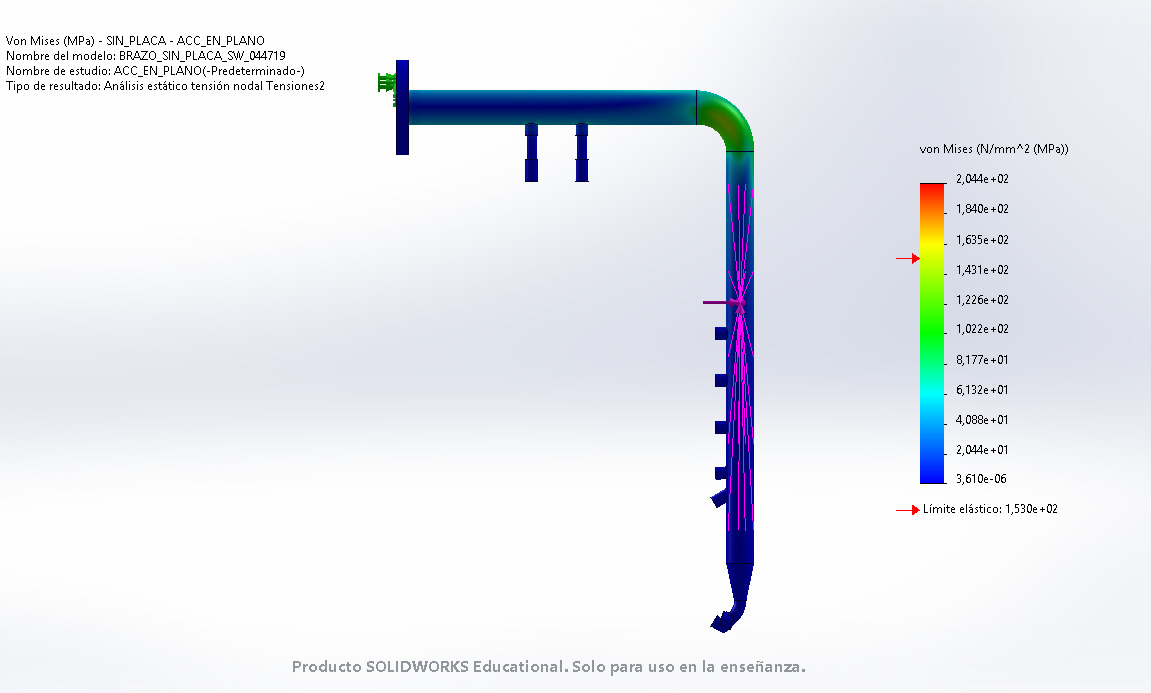 Von Mises (MPa) - SIN_PLACA - ACC_EN_PLANO
Nombre del modelo: BRAZO_SIN_PLACA_SW_044719
Nombre de estudio: ACC_EN_PLANO(-Predeterminado-)
Tipo de resultado: Análisis estático tensión nodal Tensiones2
von Mises (N/mm^2 (MPa))
2,044e+02
1,840e+02
1,635e+02
1,431e+02
1,226e+02
1,022e+02
8,177e+01
6,132e+01
4,088e+01
2,044e+01
3,610e-06
Límite elástico: 1,530e+02
Producto SOLIDWORKS Educational. Solo para uso en la enseñanza.